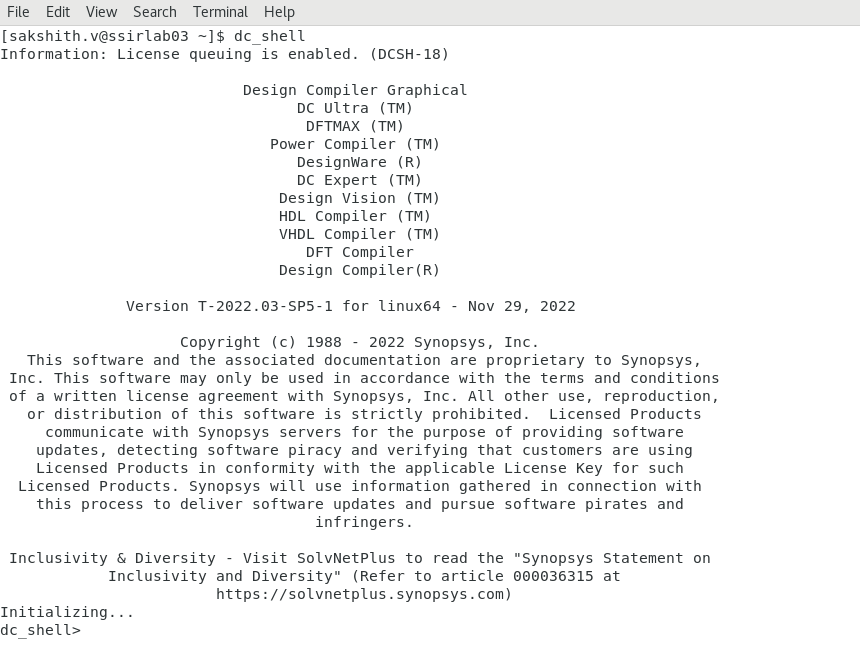 File Edit View Search Terminal Help
[sakshith.v@ssirlab03 ~]$ dc_shell
Information: License queuing is enabled. (DCSH-18)
Design Compiler Graphical
DC Ultra (TM)
DFTMAX (TM)
Power Compiler (TM)
DesignWare (R)
DC Expert (TM)
Design Vision (TM)
HDL Compiler (TM)
VHDL Compiler (TM)
DFT Compiler
Design Compiler(R)
Version T-2022.03-SP5-1 for linux64 - Nov 29, 2022
Copyright (c) 1988 - 2022 Synopsys, Inc.
This software and the associated documentation are proprietary to Synopsys,
Inc. This software may only be used in accordance with the terms and conditions
of a written license agreement with Synopsys, Inc. All other use, reproduction,
or distribution of this software is strictly prohibited.  Licensed Products
communicate with Synopsys servers for the purpose of providing software
updates, detecting software piracy and verifying that customers are using
Licensed Products in conformity with the applicable License Key for such
Licensed Products. Synopsys will use information gathered in connection with
this process to deliver software updates and pursue software pirates and
infringers.
Inclusivity & Diversity - Visit SolvNetPlus to read the "Synopsys Statement on
Inclusivity and Diversity" (Refer to article 000036315 at
https://solvnetplus.synopsys.com)
Initializing...
dc_shell>